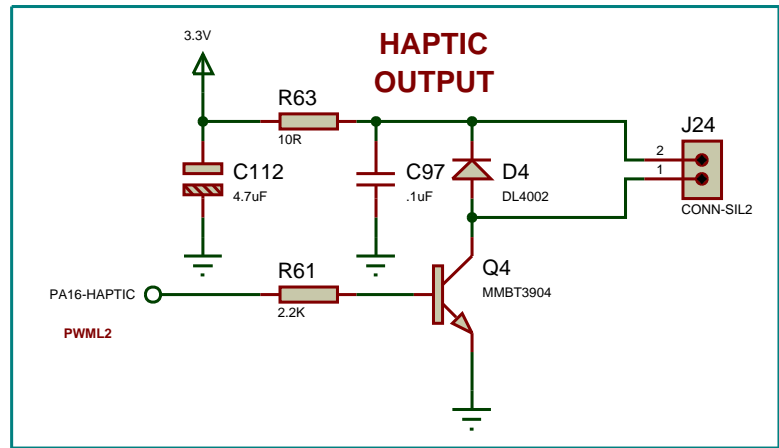 3.3V
HAPTIC
OUTPUT
R63
10R
C112
4.7uF
C97
.1uF
D4
DL4002
J24
2
1
CONN-SIL2
R61
2.2K
PA16-HAPTIC
PWML2
Q4
MMBT3904